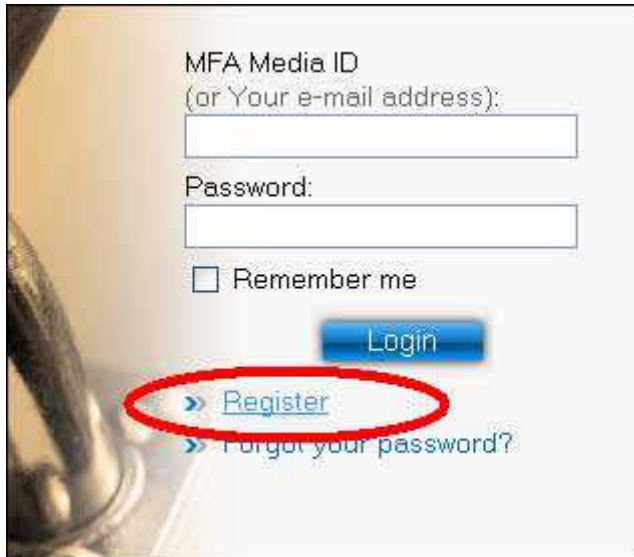 MFA Media ID
(or Your e-mail address):
Password:
Remember me
Login
Register
Forgot your password?